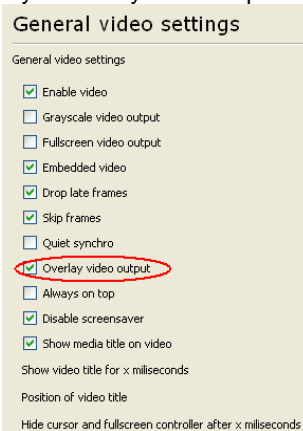 General video settings
General video settings
Enable video
Grayscale video output
Fullscreen video output
Embedded video
Drop late frames
Skip frames
Quiet synchro
Overlay video output
Always on top
Disable screensaver
Show media title on video
Show video title for x miliseconds
Position of video title
Hide cursor and fullscreen controller after x miliseconds